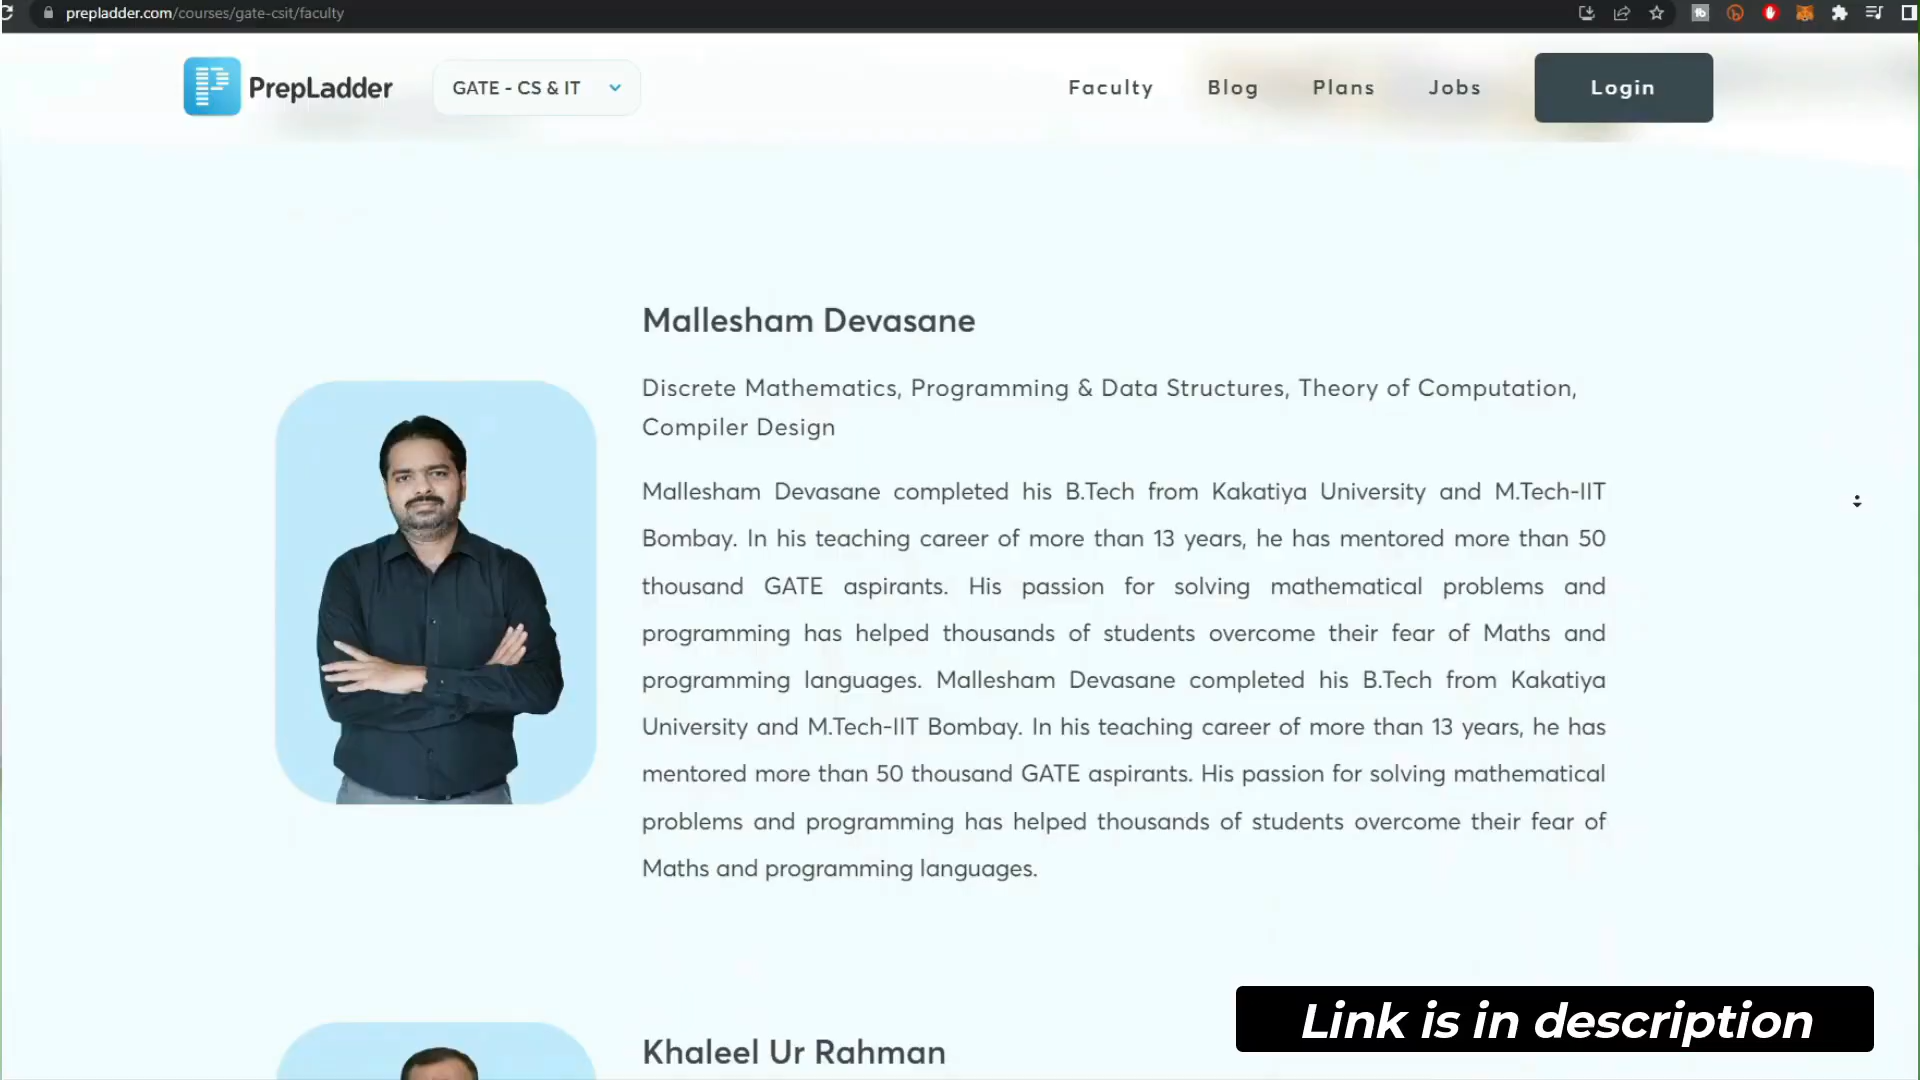 prepladder.com/courses/gate-csit/faculty
PrepLadder
GATE - CS & IT
Faculty
Blog
Plans
Jobs
Login
Mallesham Devasane
Discrete Mathematics, Programming & Data Structures, Theory of Computation,
Compiler Design
Mallesham Devasane completed his B.Tech from Kakatiya University and M.Tech-IIT
Bombay. In his teaching career of more than 13 years, he has mentored more than 50
thousand GATE aspirants. His passion for solving mathematical problems and
programming has helped thousands of students overcome their fear of Maths and
programming languages. Mallesham Devasane completed his B.Tech from Kakatiya
University and M.Tech-IIT Bombay. In his teaching career of more than 13 years, he has
mentored more than 50 thousand GATE aspirants. His passion for solving mathematical
problems and programming has helped thousands of students overcome their fear of
Maths and programming languages.
Khaleel Ur Rahman
Link is in description